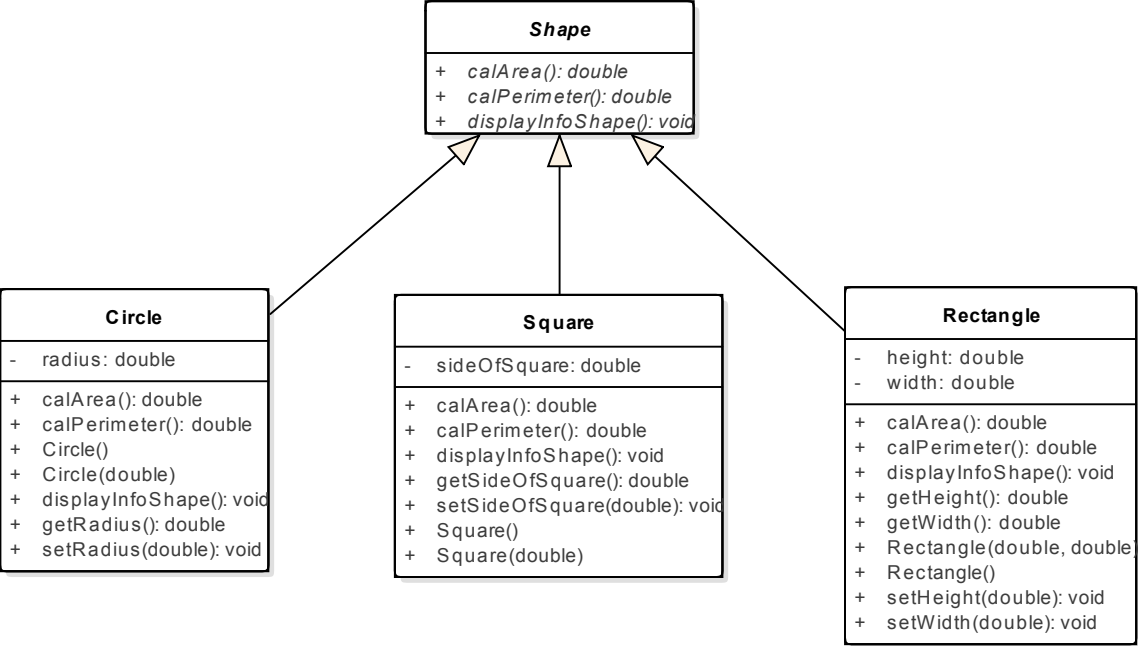 Shape
+ calArea(): double
+ calPerimeter(): double
+ displayInfoShape(): void
Circle
- radius: double
+ calArea(): double
+ calPerimeter(): double
+ Circle()
+ Circle(double)
+ displayInfoShape(): void
+ getRadius(): double
+ setRadius(double): void
Square
- sideOfSquare: double
+ calArea(): double
+ calPerimeter(): double
+ displayInfoShape(): void
+ getSideOfSquare(): double
+ setSideOfSquare(double): void
+ Square()
+ Square(double)
Rectangle
- height: double
- width: double
+ calArea(): double
+ calPerimeter(): double
+ displayInfoShape(): void
+ getHeight(): double
+ getWidth(): double
+ Rectangle(double, double)
+ Rectangle()
+ setHeight(double): void
+ setWidth(double): void